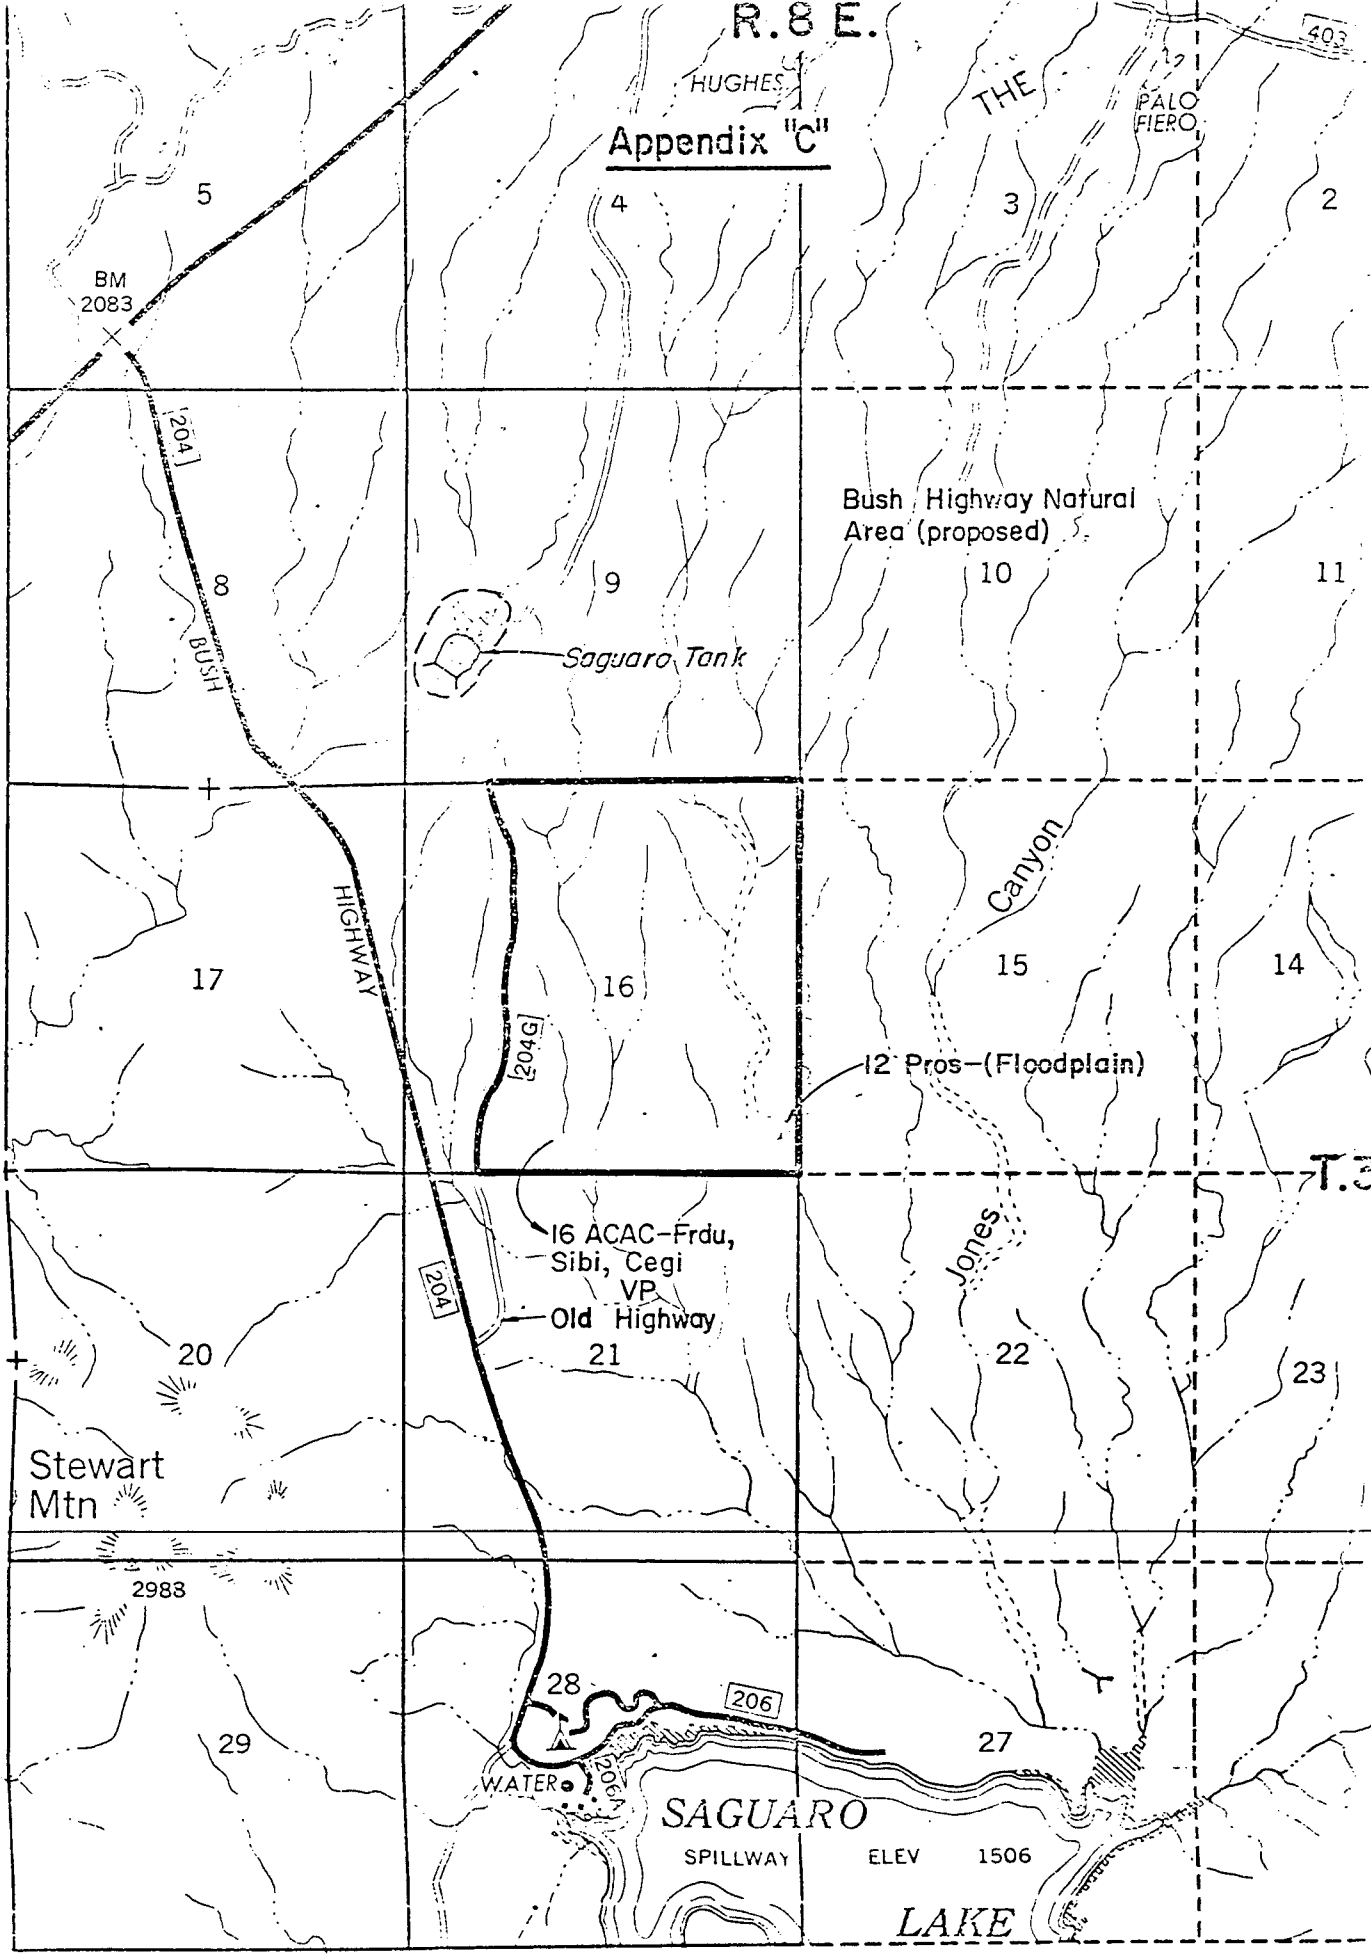 R.8 E.
403
HUGHES
THE
PALO
FIERO
Appendix "C"
5
4
3
2
BM
2083
204
Bush Highway Natural
Area (proposed)
8
9
10
11
BUSH
Saguaro Tank
Canyon
HIGHWAY
17
16
15
14
204G
12 Pros-(Floodplain)
T.3
Jones
16 ACAC-Frdu,
Sibi, Cegi
VP
Old Highway
204
20
21
22
23
Stewart
Mtn
2988
28
206
29
27
WATER
206A
SAGUARO
SPILLWAY ELEV 1506
LAKE